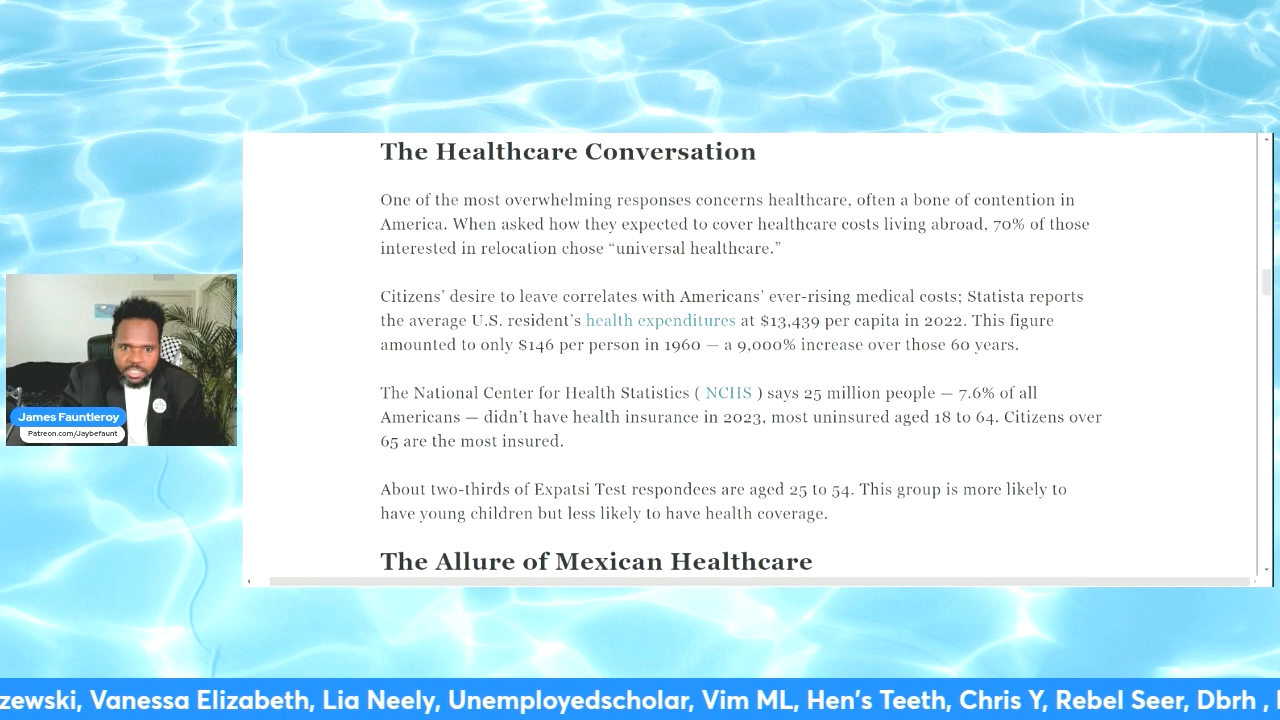 The Healthcare Conversation
One of the most overwhelming responses concerns healthcare, often a bone of contention in
America. When asked how they expected to cover healthcare costs living abroad, 70% of those
interested in relocation chose “universal healthcare.”
Citizens’ desire to leave correlates with Americans’ ever-rising medical costs; Statista reports
the average U.S. resident’s health expenditures at $13,439 per capita in 2022. This figure
amounted to only $146 per person in 1960 — a 9,000% increase over those 60 years.
The National Center for Health Statistics ( NCHS ) says 25 million people — 7.6% of all
Americans — didn’t have health insurance in 2023, most uninsured aged 18 to 64. Citizens over
65 are the most insured.
About two-thirds of Expatsi Test respondees are aged 25 to 54. This group is more likely to
have young children but less likely to have health coverage.
The Allure of Mexican Healthcare
James Fauntleroy
Patreon.com/Jaybefaunt
zewski, Vanessa Elizabeth, Lia Neely, Unemployedscholar, Vim ML, Hen's Teeth, Chris Y, Rebel Seer, Dbrh ,